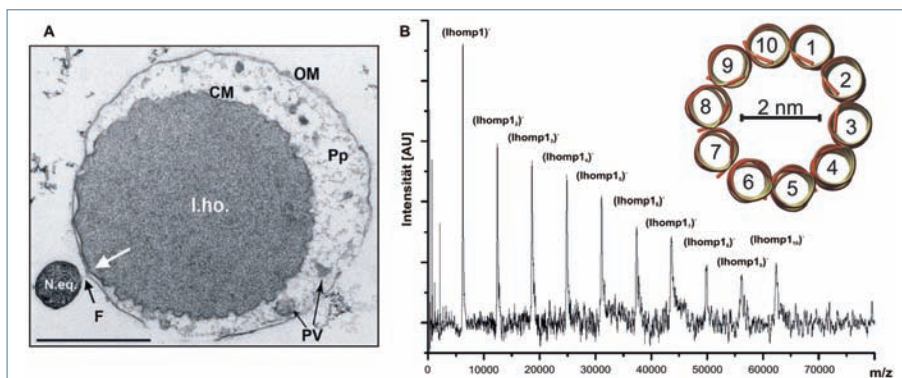 A
OM
CM
Pp
I.ho.
N.eq.
F
PV
B
Intensität [AU]
(Ihomp1)⁻
(Ihomp1₂)⁻
(Ihomp1₃)⁻
(Ihomp1₄)⁻
(Ihomp1₅)⁻
(Ihomp1₆)⁻
(Ihomp1₇)⁻
(Ihomp1₈)⁻
(Ihomp1₉)⁻
(Ihomp1₁₀)⁻
10 1
9 2
8 2 nm 3
7 4
6 5
0 10000 20000 30000 40000 50000 60000 70000
m/z